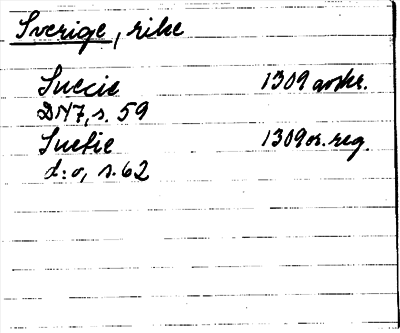 Sverige, rike
Suecie 1309 avskr.
DN7, s. 59
Suetie 1309 or. reg.
d:o, s. 62